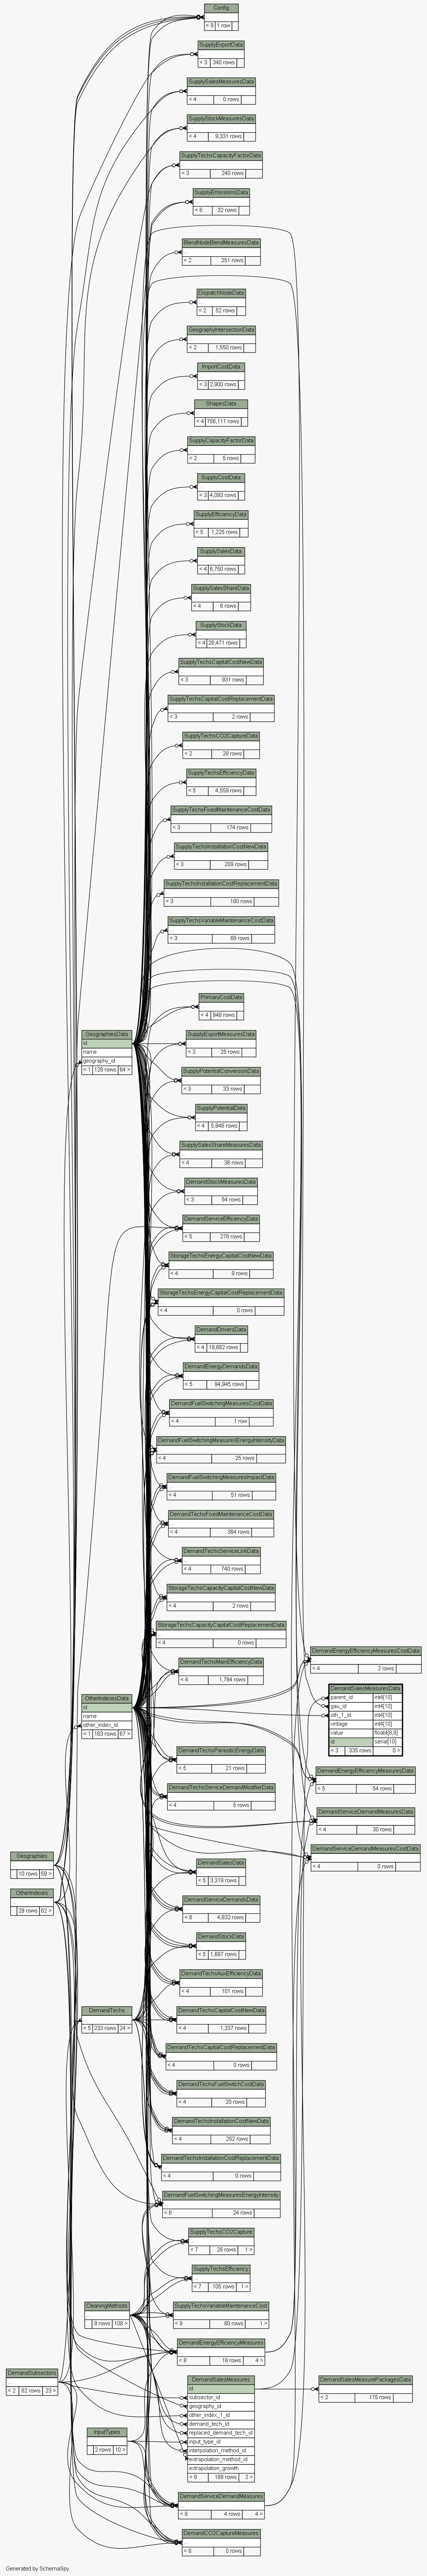 Config
< 9 1 row
SupplyExportData
< 3 340 rows
SupplySalesMeasuresData
< 4 0 rows
SupplyStockMeasuresData
< 4 9,331 rows
SupplyTechsCapacityFactorData
< 3 240 rows
SupplyEmissionsData
< 6 32 rows
BlendNodeBlendMeasuresData
< 2 251 rows
DispatchNodeData
< 2 52 rows
GeographyIntersectionData
< 2 1,550 rows
ImportCostData
< 3 2,900 rows
ShapesData
< 4 756,111 rows
SupplyCapacityFactorData
< 2 5 rows
SupplyCostData
< 3 4,093 rows
SupplyEfficiencyData
< 5 1,225 rows
SupplySalesData
< 4 6,750 rows
SupplySalesShareData
< 4 6 rows
SupplyStockData
< 4 26,471 rows
SupplyTechsCapitalCostNewData
< 3 931 rows
SupplyTechsCapitalCostReplacementData
< 3 2 rows
SupplyTechsCO2CaptureData
< 2 28 rows
SupplyTechsEfficiencyData
< 5 4,559 rows
SupplyTechsFixedMaintenanceCostData
< 3 174 rows
SupplyTechsInstallationCostNewData
< 3 209 rows
SupplyTechsInstallationCostReplacementData
< 3 180 rows
SupplyTechsVariableMaintenanceCostData
< 3 69 rows
PrimaryCostData
< 4 846 rows
GeographiesData
id
name
geography_id
< 1 128 rows 64 >
SupplyExportMeasuresData
< 3 25 rows
SupplyPotentialConversionData
< 3 33 rows
SupplyPotentialData
< 4 5,846 rows
SupplySalesShareMeasuresData
< 4 36 rows
DemandStockMeasuresData
< 3 54 rows
DemandServiceEfficiencyData
< 5 278 rows
StorageTechsEnergyCapitalCostNewData
< 4 9 rows
StorageTechsEnergyCapitalCostReplacementData
< 4 0 rows
DemandDriversData
< 4 19,662 rows
DemandEnergyDemandsData
< 5 94,945 rows
DemandFuelSwitchingMeasuresCostData
< 4 1 row
DemandFuelSwitchingMeasuresEnergyIntensityData
< 4 25 rows
DemandFuelSwitchingMeasuresImpactData
< 4 51 rows
DemandTechsFixedMaintenanceCostData
< 4 364 rows
DemandTechsServiceLinkData
< 4 740 rows
StorageTechsCapacityCapitalCostNewData
< 4 2 rows
StorageTechsCapacityCapitalCostReplacementData
< 4 0 rows
DemandEnergyEfficiencyMeasuresCostData
< 4 2 rows
DemandTechsMainEfficiencyData
< 4 1,794 rows
DemandSalesMeasuresData
parent_id int4[10]
gau_id int4[10]
oth_1_id int4[10]
vintage int4[10]
value float4[8,8]
id serial[10]
< 3 335 rows 0 >
OtherIndexesData
id
name
other_index_id
< 1 163 rows 67 >
DemandTechsParasiticEnergyData
< 5 21 rows
DemandEnergyEfficiencyMeasuresData
< 5 54 rows
DemandTechsServiceDemandModifierData
< 4 5 rows
DemandServiceDemandMeasuresData
< 4 30 rows
DemandServiceDemandMeasuresCostData
< 4 0 rows
Geographies
10 rows 59 >
DemandSalesData
< 5 3,319 rows
OtherIndexes
29 rows 62 >
DemandServiceDemandsData
< 6 4,832 rows
DemandStockData
< 5 1,687 rows
DemandTechsAuxEfficiencyData
< 4 101 rows
DemandTechs
< 5 233 rows 24 >
DemandTechsCapitalCostNewData
< 4 1,337 rows
DemandTechsCapitalCostReplacementData
< 4 0 rows
DemandTechsFuelSwitchCostData
< 4 20 rows
DemandTechsInstallationCostNewData
< 4 252 rows
DemandTechsInstallationCostReplacementData
< 4 0 rows
DemandFuelSwitchingMeasuresEnergyIntensity
< 6 24 rows
SupplyTechsCO2Capture
< 7 28 rows 1 >
SupplyTechsEfficiency
< 7 105 rows 1 >
CleaningMethods
8 rows 108 >
SupplyTechsVariableMaintenanceCost
< 9 90 rows 1 >
DemandEnergyEfficiencyMeasures
< 8 18 rows 4 >
DemandSubsectors
< 2 82 rows 23 >
DemandSalesMeasures
id
subsector_id
geography_id
other_index_1_id
demand_tech_id
replaced_demand_tech_id
input_type_id
interpolation_method_id
extrapolation_method_id
extrapolation_growth
< 8 168 rows 2 >
DemandSalesMeasurePackagesData
< 2 175 rows
InputTypes
2 rows 10 >
DemandServiceDemandMeasures
< 8 4 rows 4 >
DemandCO2CaptureMeasures
< 8 0 rows
Generated by SchemaSpy